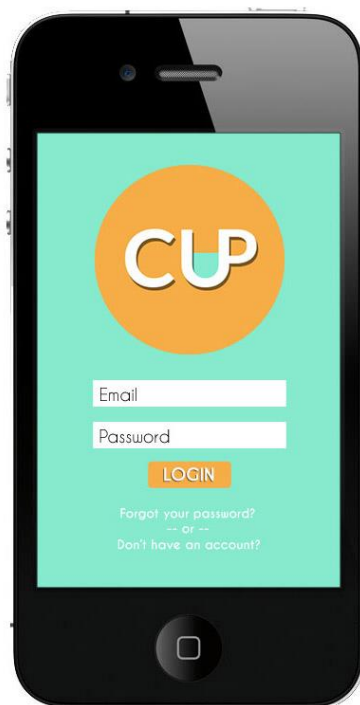 CUP
Email
Password
LOGIN
Forgot your password?
-- or --
Don't have an account?